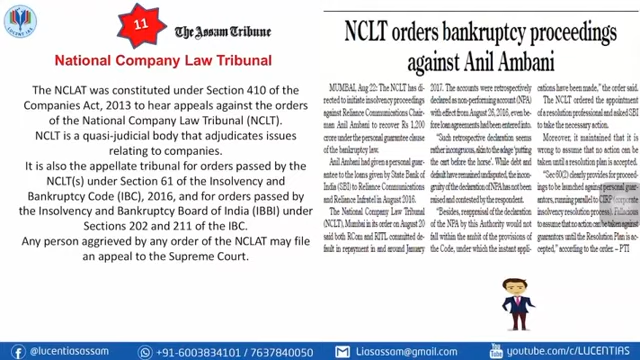 LUCENT IAS
11
The Assam Tribune
National Company Law Tribunal
The NCLAT was constituted under Section 410 of the
Companies Act, 2013 to hear appeals against the orders
of the National Company Law Tribunal (NCLT).
NCLT is a quasi-judicial body that adjudicates issues
relating to companies.
It is also the appellate tribunal for orders passed by the
NCLT(s) under Section 61 of the Insolvency and
Bankruptcy Code (IBC), 2016, and for orders passed by
the Insolvency and Bankruptcy Board of India (IBBI) under
Sections 202 and 211 of the IBC.
Any person aggrieved by any order of the NCLAT may file
an appeal to the Supreme Court.
NCLT orders bankruptcy proceedings
against Anil Ambani
MUMBAI, Aug 22: The NCLT has di-
rected to initiate insolvency proceedings
against Reliance Communications Chair-
man Anil Ambani to recover Rs 1,200
crore under the personal guarantee clause
of the bankruptcy law.
Anil Ambani had given a personal guar-
antee to the loans given by State Bank of
India (SBI) to Reliance Communications
and Reliance Infratel in August 2016.
The National Company Law Tribunal
(NCLT), Mumbai in its order on August 20
said both RCom and RITL committed de-
fault in repayment in and around January
2017. The accounts were retrospectively
declared as non-performing account (NPA)
with effect from August 26, 2016, even be-
fore loan agreements had been entered into.
"Such retrospective declaration seems
rather incongruous, akin to the adage 'putting
the cart before the horse'. While debt and
default have remained undisputed, the incon-
gruity of the declaration of NPA has not been
raised and contested by the respondent.
"Besides, reappraisal of the declaration
of the NPA by this Authority would not
fall within the ambit of the provisions of
the Code, under which the instant appli-
cations have been made," the order said.
The NCLT ordered the appointment
of a resolution professional and asked SBI
to take the necessary action.
Moreover, it maintained that it is
wrong to assume that no action can be
taken until a resolution plan is accepted.
"Sec 60(2) clearly provides for proceed-
ings to be launched against personal guar-
antors, running parallel to CIRP (corporate
insolvency resolution process). Fallacious
to assume that no action can be taken against
guarantors until the Resolution Plan is ac-
cepted," according to the order. – PTI
@lucentiasassam
+91-6003834101 / 7637840050
Liasassam@gmail.com
youtube.com/c/LUCENTIAS